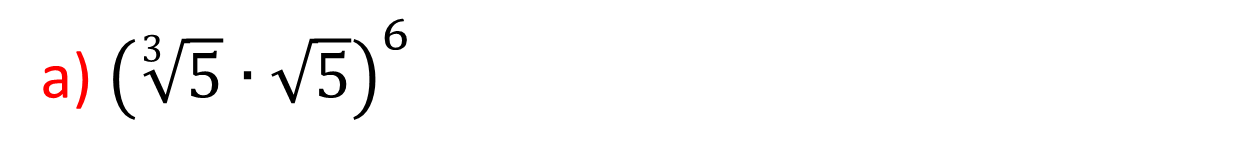 a) (∛5 · √5)⁶